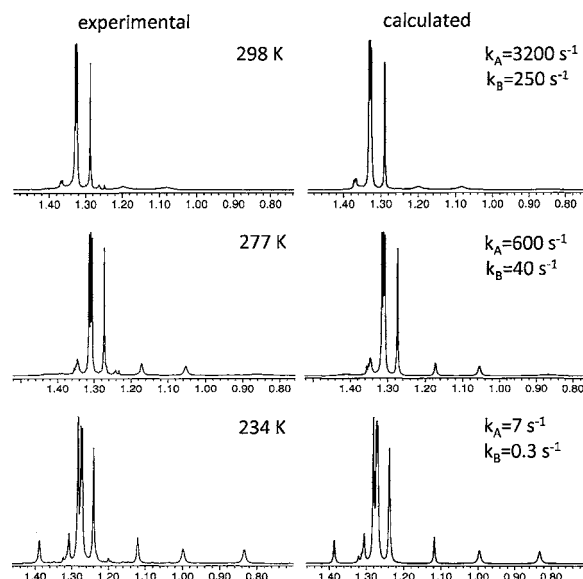 experimental calculated
298 K
k_A=3200 s⁻¹
k_B=250 s⁻¹
1.40 1.30 1.20 1.10 1.00 0.90 0.80 1.40 1.30 1.20 1.10 1.00 0.90 0.80
277 K
k_A=600 s⁻¹
k_B=40 s⁻¹
1.40 1.30 1.20 1.10 1.00 0.90 0.80 1.40 1.30 1.20 1.10 1.00 0.90 0.80
234 K
k_A=7 s⁻¹
k_B=0.3 s⁻¹
1.40 1.30 1.20 1.10 1.00 0.90 0.80 1.40 1.30 1.20 1.10 1.00 0.90 0.80